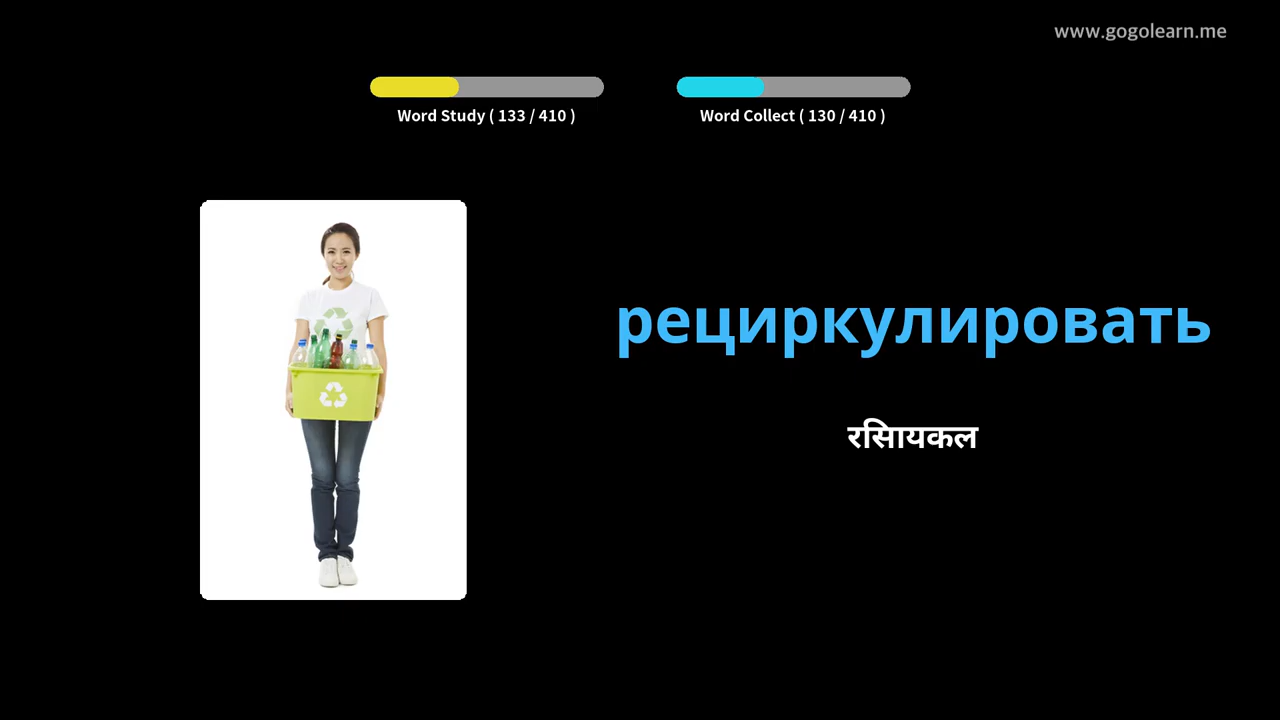 www.gogolearn.me
Word Study ( 133 / 410 )
Word Collect ( 130 / 410 )
рециркулировать
रसिायकल